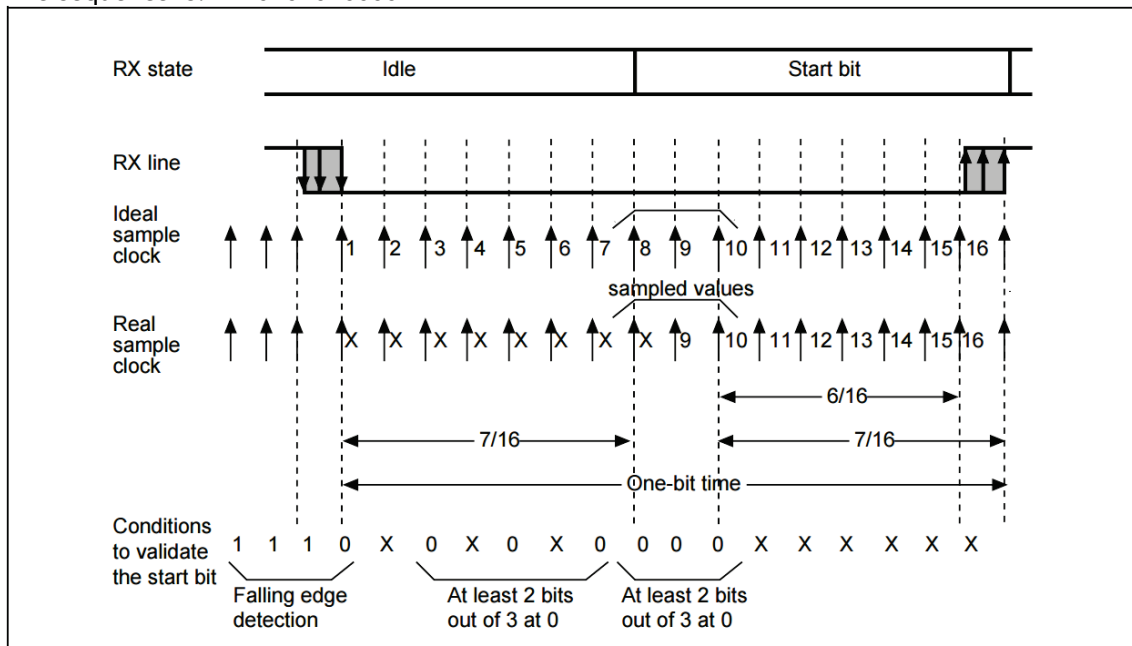 RX state
Idle
Start bit
RX line
Ideal
sample
clock
1 2 3 4 5 6 7 8 9 10 11 12 13 14 15 16
sampled values
Real
sample
clock
X X X X X X X X 9 10 11 12 13 14 15 16
6/16
7/16
7/16
One-bit time
Conditions
to validate
the start bit
1 1 1 0 X 0 X 0 X 0 0 0 0 X X X X X X
Falling edge
detection
At least 2 bits
out of 3 at 0
At least 2 bits
out of 3 at 0